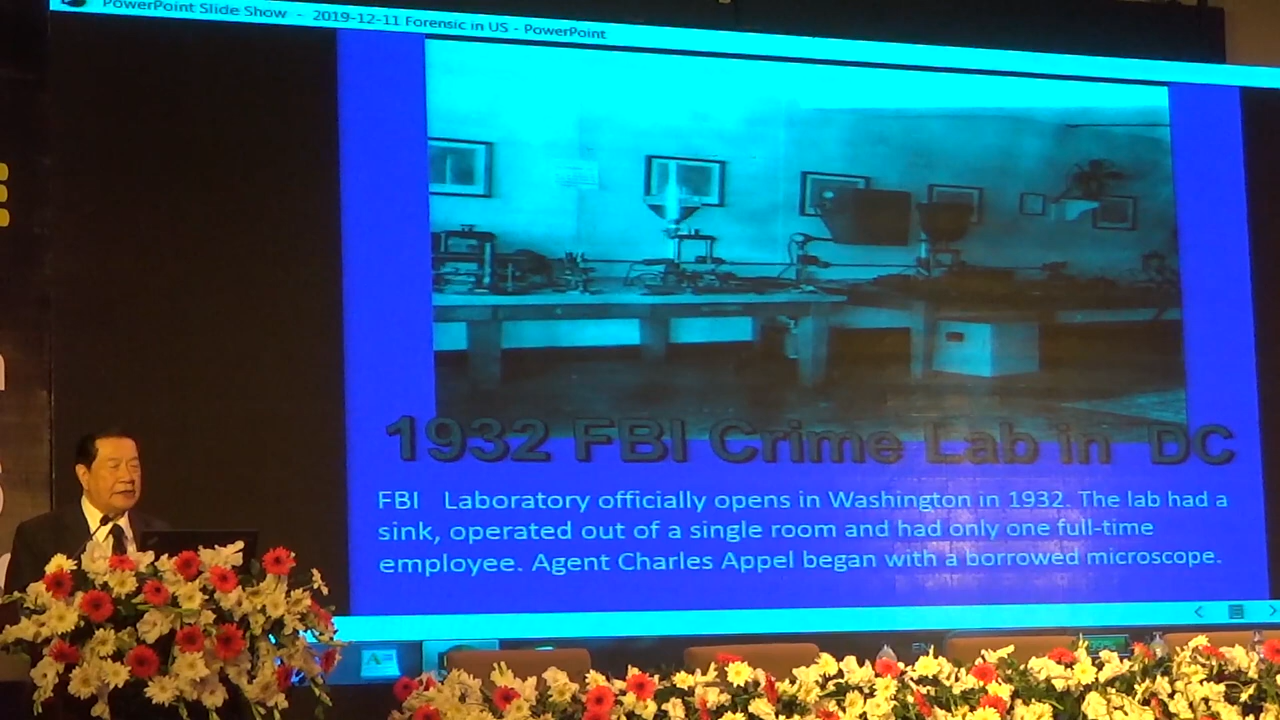 PowerPoint Slide Show - 2019-12-11 Forensic in US - PowerPoint
1932 FBI Crime Lab in DC
FBI Laboratory officially opens in Washington in 1932. The lab had a
sink, operated out of a single room and had only one full-time
employee. Agent Charles Appel began with a borrowed microscope.